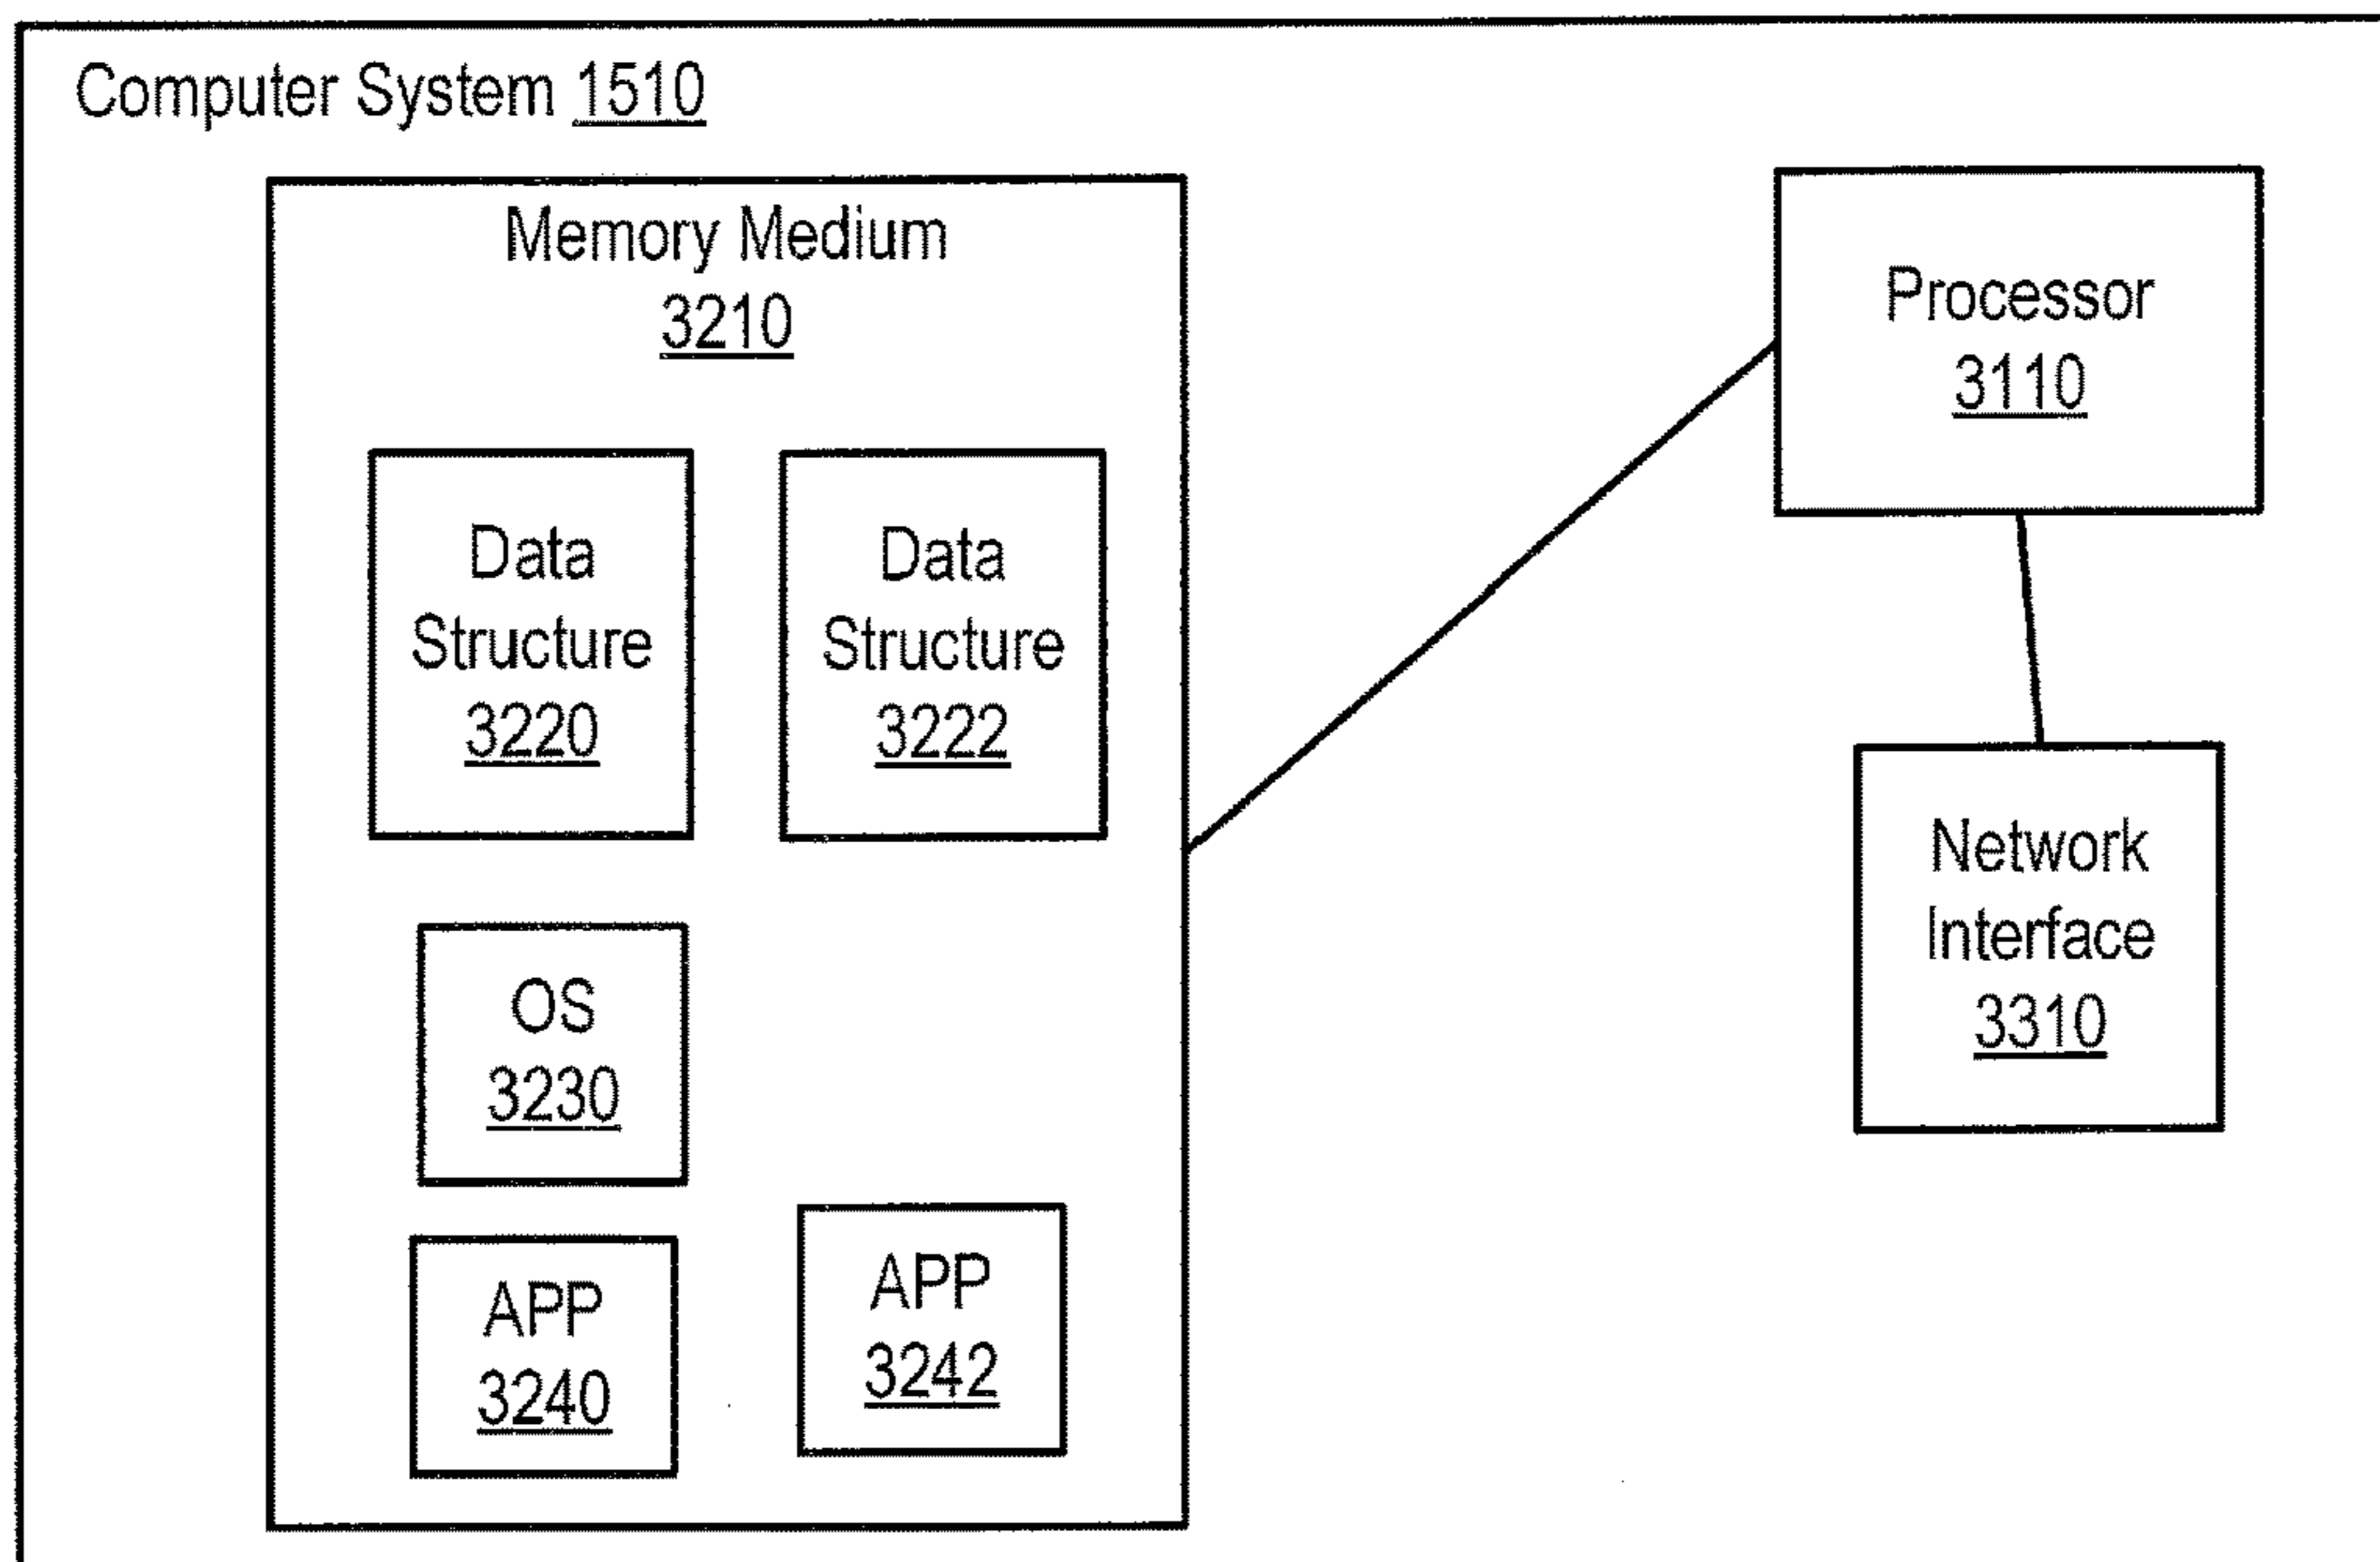 Computer System 1510
Memory Medium
3210
Data
Structure
3220
Data
Structure
3222
OS
3230
APP
3240
APP
3242
Processor
3110
Network
Interface
3310